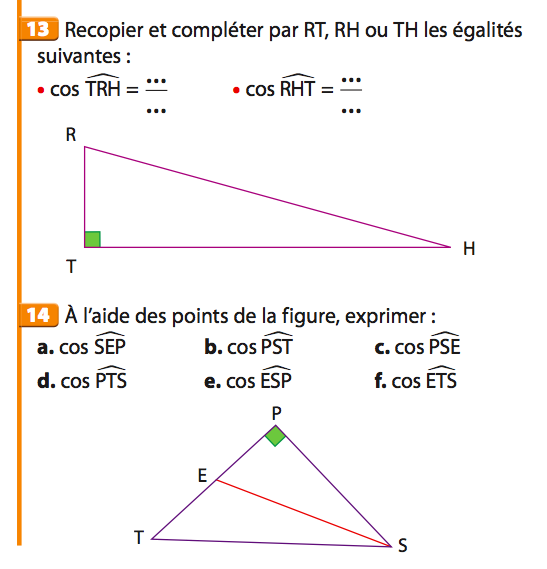 13 Recopier et compléter par RT, RH ou TH les égalités
suivantes :
• cos TRH = ... / ... • cos RHT = ... / ...
R
H
T
14 À l'aide des points de la figure, exprimer :
a. cos SEP b. cos PST c. cos PSE
d. cos PTS e. cos ESP f. cos ETS
P
E
T
S